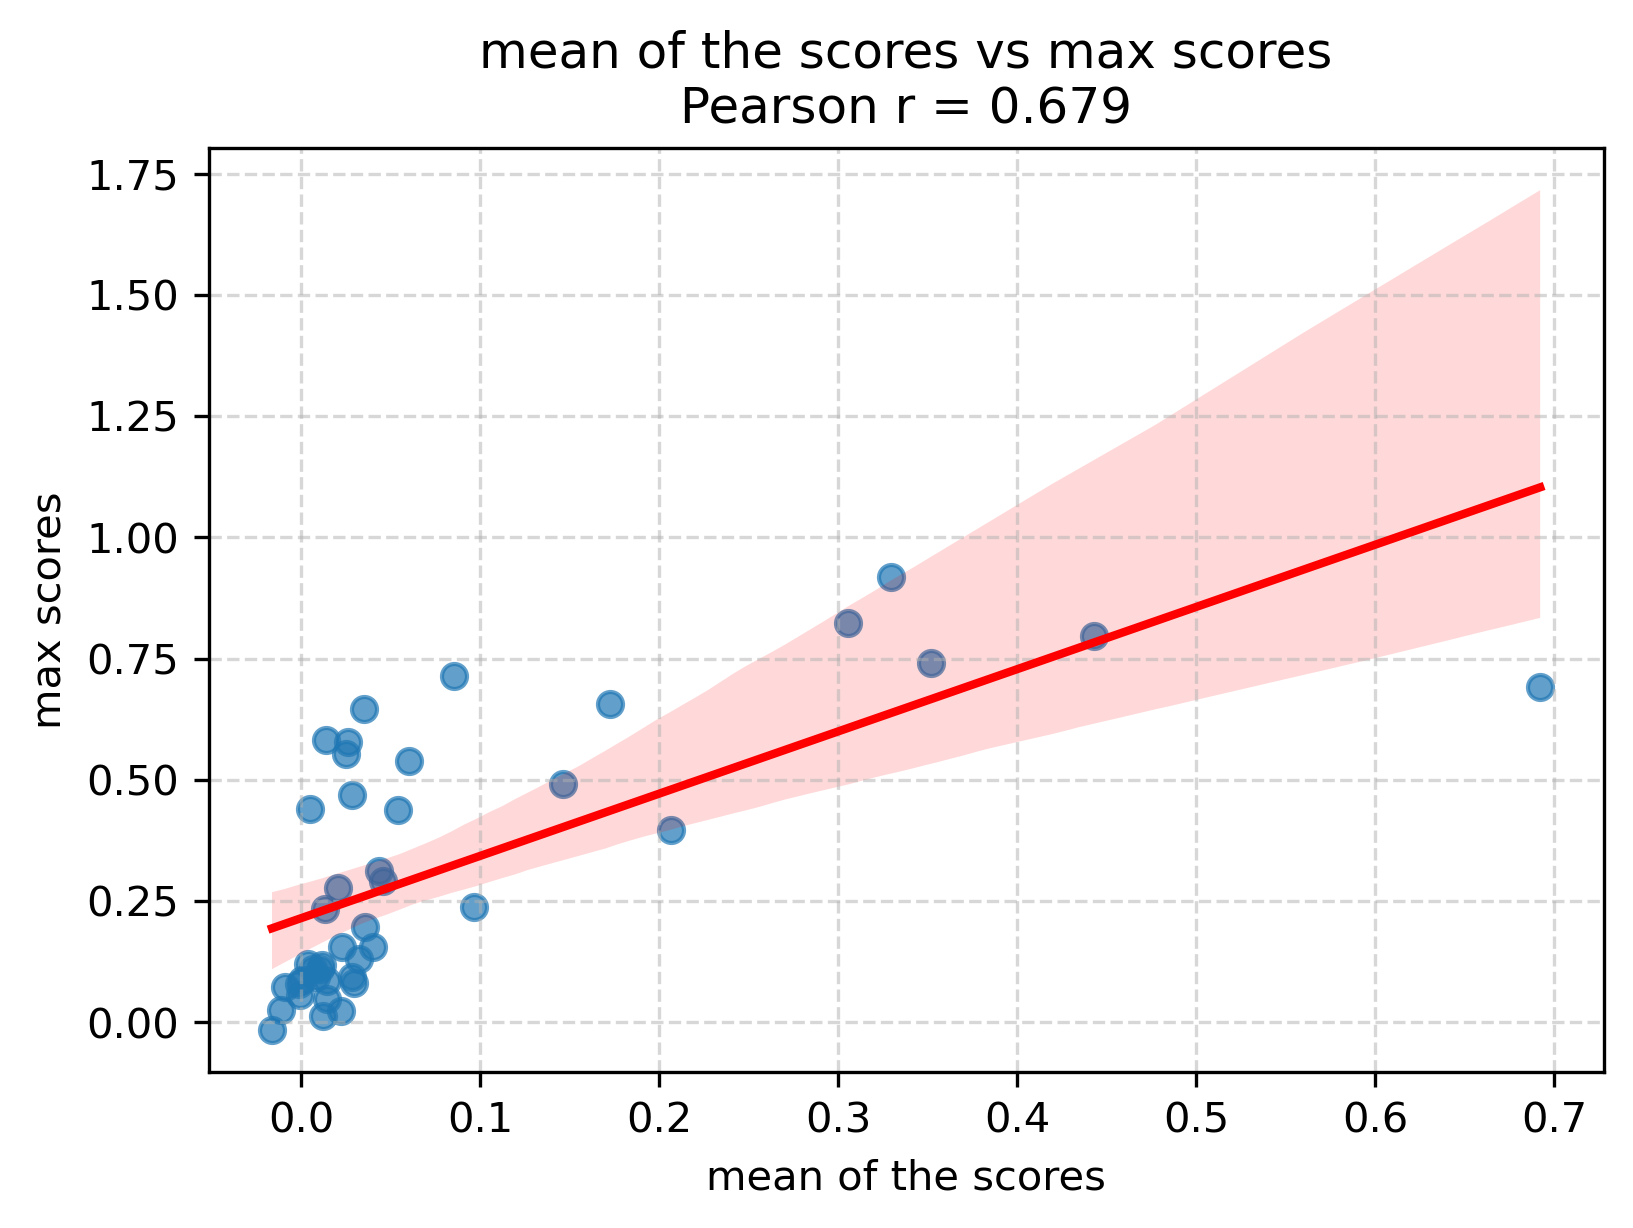 mean of the scores vs max scores
Pearson r = 0.679
1.75
1.50
1.25
1.00
0.75
0.50
0.25
0.00
max scores
0.0 0.1 0.2 0.3 0.4 0.5 0.6 0.7
mean of the scores